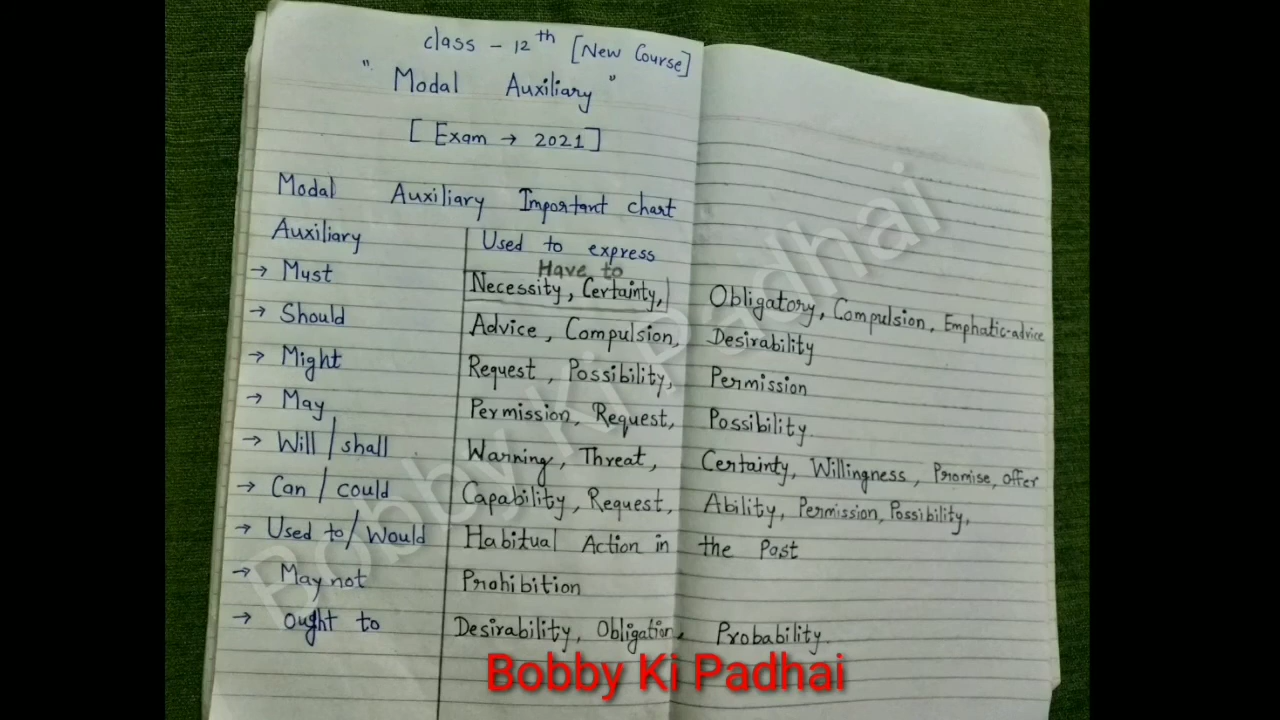 class - 12th [New Course]
"Modal Auxiliary"
[Exam → 2021]
Modal Auxiliary Important chart
Auxiliary Used to express
Have to
→ Must Necessity, Certainty, Obligatory, Compulsion, Emphatic-advice
→ Should Advice, Compulsion, Desirability
→ Might Request, Possibility, Permission
→ May Permission, Request, Possibility.
→ Will/shall Warning, Threat, Certainty, Willingness, Promise, offer
→ Can/could Capability, Request, Ability, Permission, Possibility,
→ Used to/Would Habitual Action in the Past
→ May not Prohibition
→ ought to Desirability, Obligation, Probability.
Bobby Ki Padhai
Bobby Ki Padhai